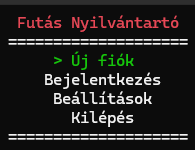 Futás Nyilvántartó
====================
> Új fiók
Bejelentkezés
Beállítások
Kilépés
====================